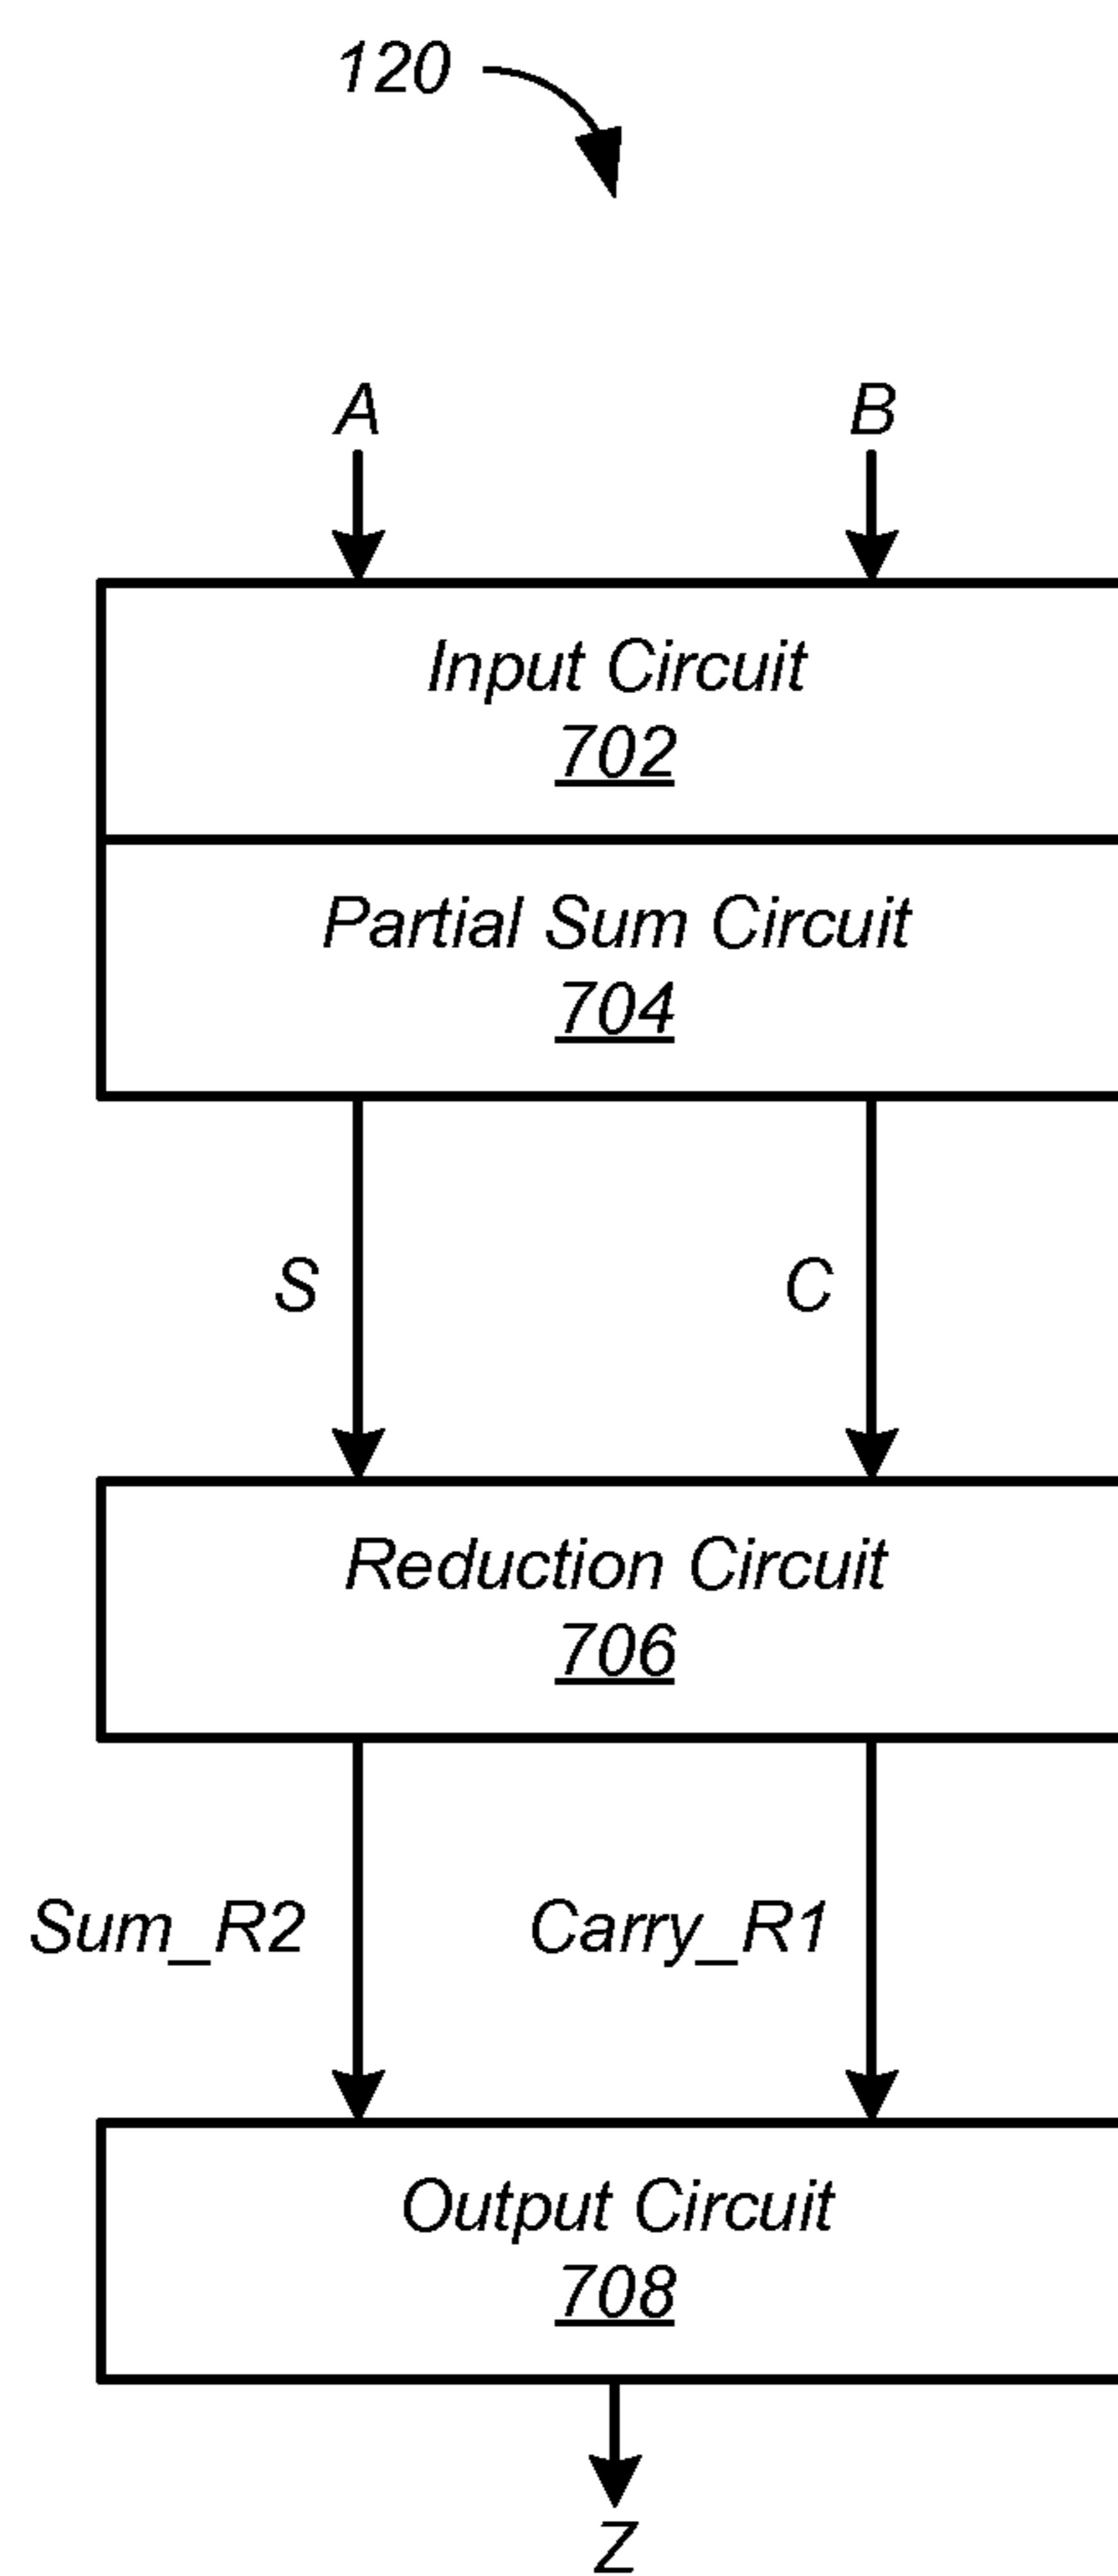 120
A
B
Input Circuit
702
Partial Sum Circuit
704
S
C
Reduction Circuit
706
Sum_R2
Carry_R1
Output Circuit
708
Z